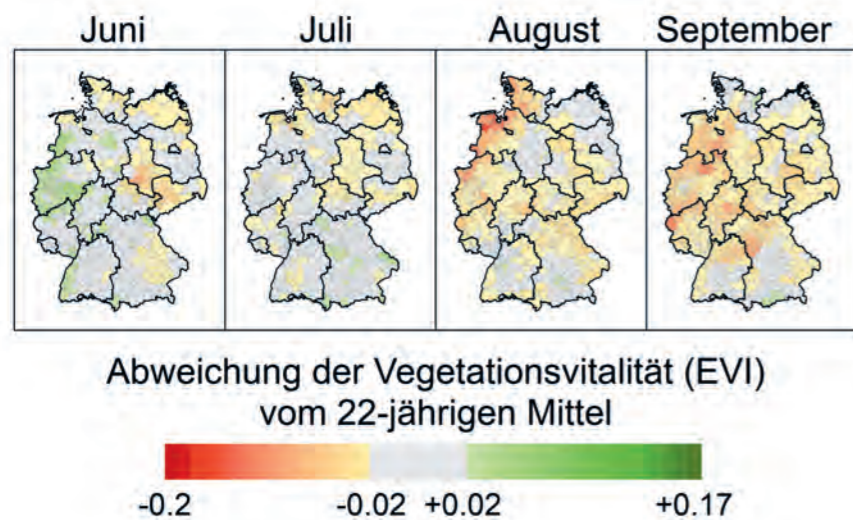 Juni Juli August September
Abweichung der Vegetationsvitalität (EVI)
vom 22-jährigen Mittel
-0.2 -0.02 +0.02 +0.17